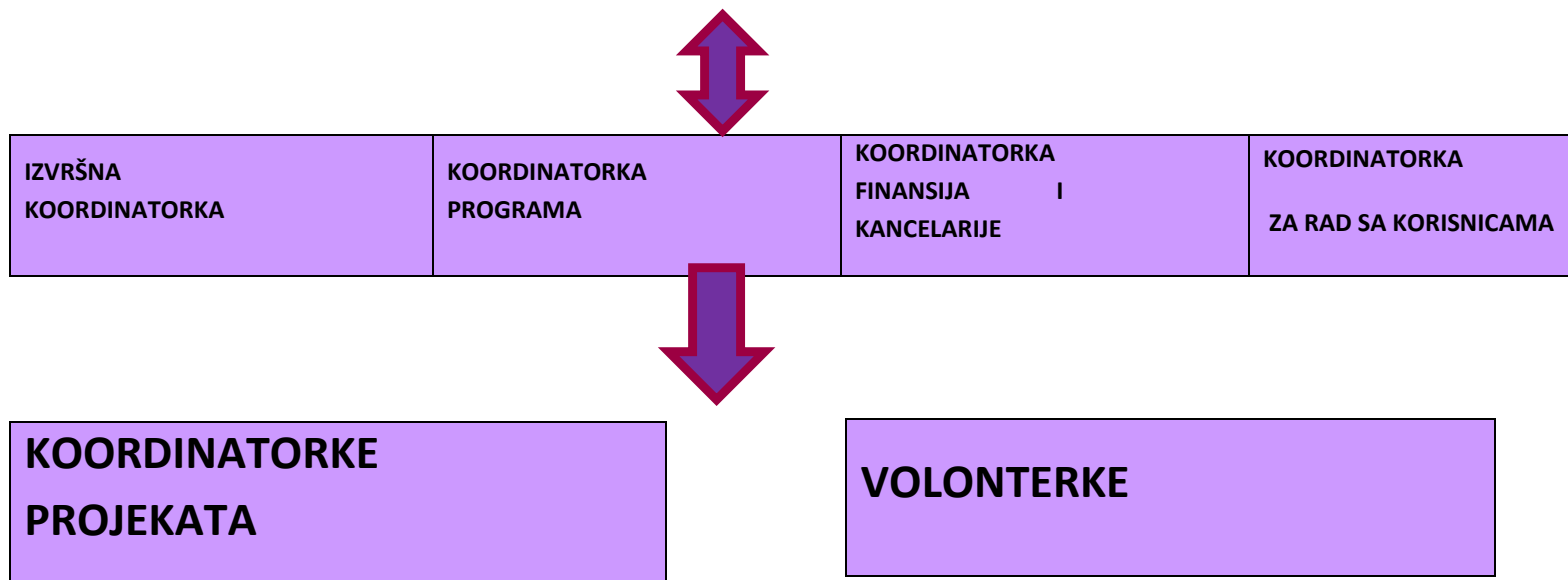 IZVRŠNA
KOORDINATORKA
KOORDINATORKA
PROGRAMA
KOORDINATORKA
FINANSIJA I
KANCELARIJE
KOORDINATORKA
ZA RAD SA KORISNICAMA
KOORDINATORKE
PROJEKATA
VOLONTERKE